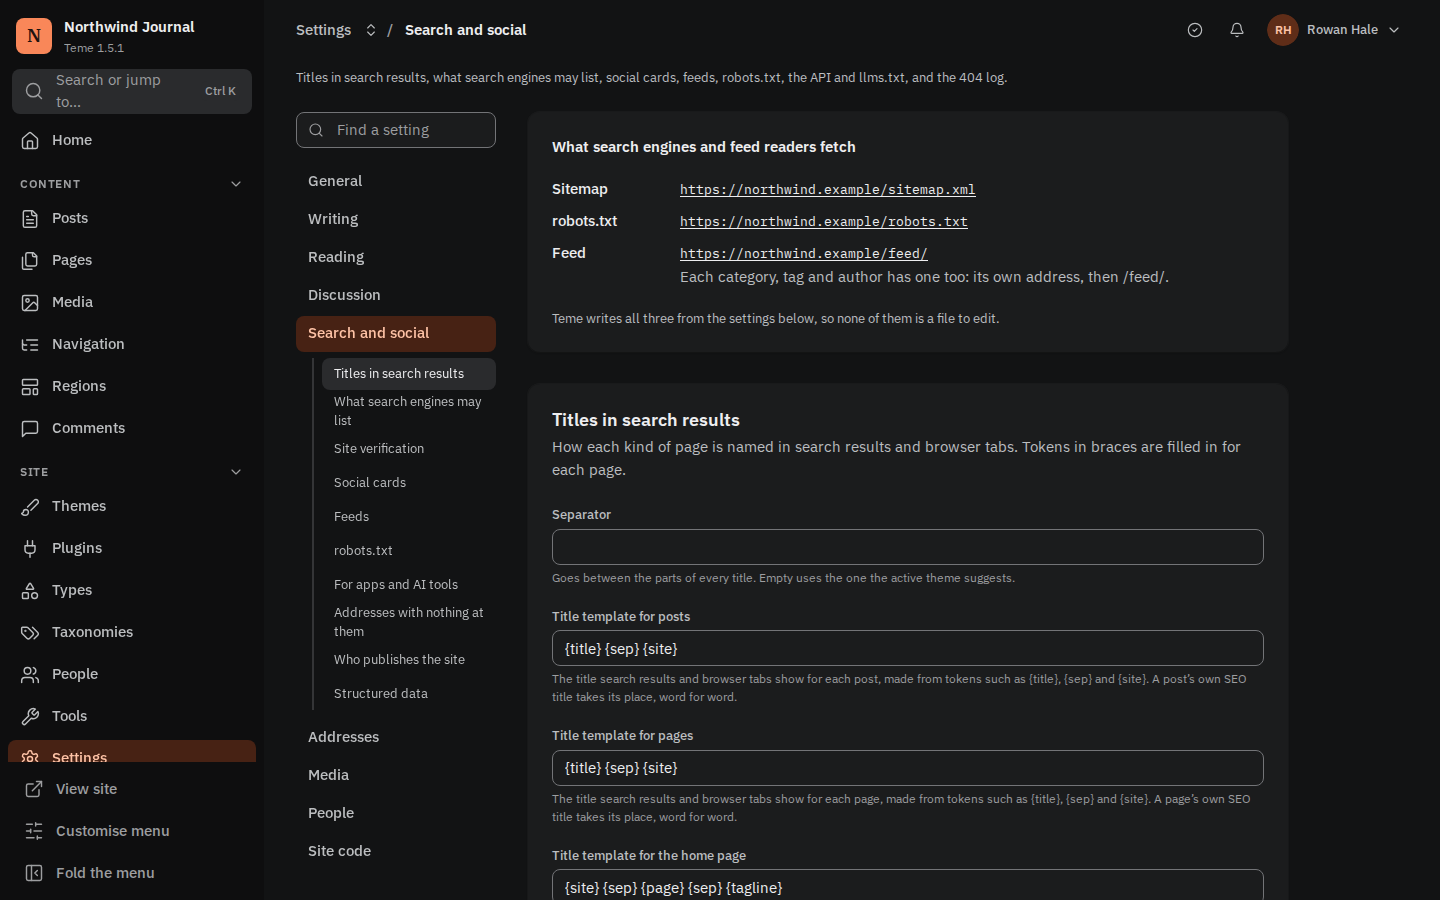 Northwind Journal
Teme 1.5.1
Search or jump to...
Ctrl K
Home
CONTENT
Posts
Pages
Media
Navigation
Regions
Comments
SITE
Themes
Plugins
Types
Taxonomies
People
Tools
Settings
View site
Customise menu
Fold the menu
Settings / Search and social
RH Rowan Hale
Titles in search results, what search engines may list, social cards, feeds, robots.txt, the API and llms.txt, and the 404 log.
Find a setting
General
Writing
Reading
Discussion
Search and social
Titles in search results
What search engines may
list
Site verification
Social cards
Feeds
robots.txt
For apps and AI tools
Addresses with nothing at
them
Who publishes the site
Structured data
Addresses
Media
People
Site code
What search engines and feed readers fetch
Sitemap https://northwind.example/sitemap.xml
robots.txt https://northwind.example/robots.txt
Feed https://northwind.example/feed/
Each category, tag and author has one too: its own address, then /feed/.
Teme writes all three from the settings below, so none of them is a file to edit.
Titles in search results
How each kind of page is named in search results and browser tabs. Tokens in braces are filled in for
each page.
Separator
Goes between the parts of every title. Empty uses the one the active theme suggests.
Title template for posts
{title} {sep} {site}
The title search results and browser tabs show for each post, made from tokens such as {title}, {sep} and {site}. A post's own SEO
title takes its place, word for word.
Title template for pages
{title} {sep} {site}
The title search results and browser tabs show for each page, made from tokens such as {title}, {sep} and {site}. A page's own SEO
title takes its place, word for word.
Title template for the home page
{site} {sep} {page} {sep} {tagline}